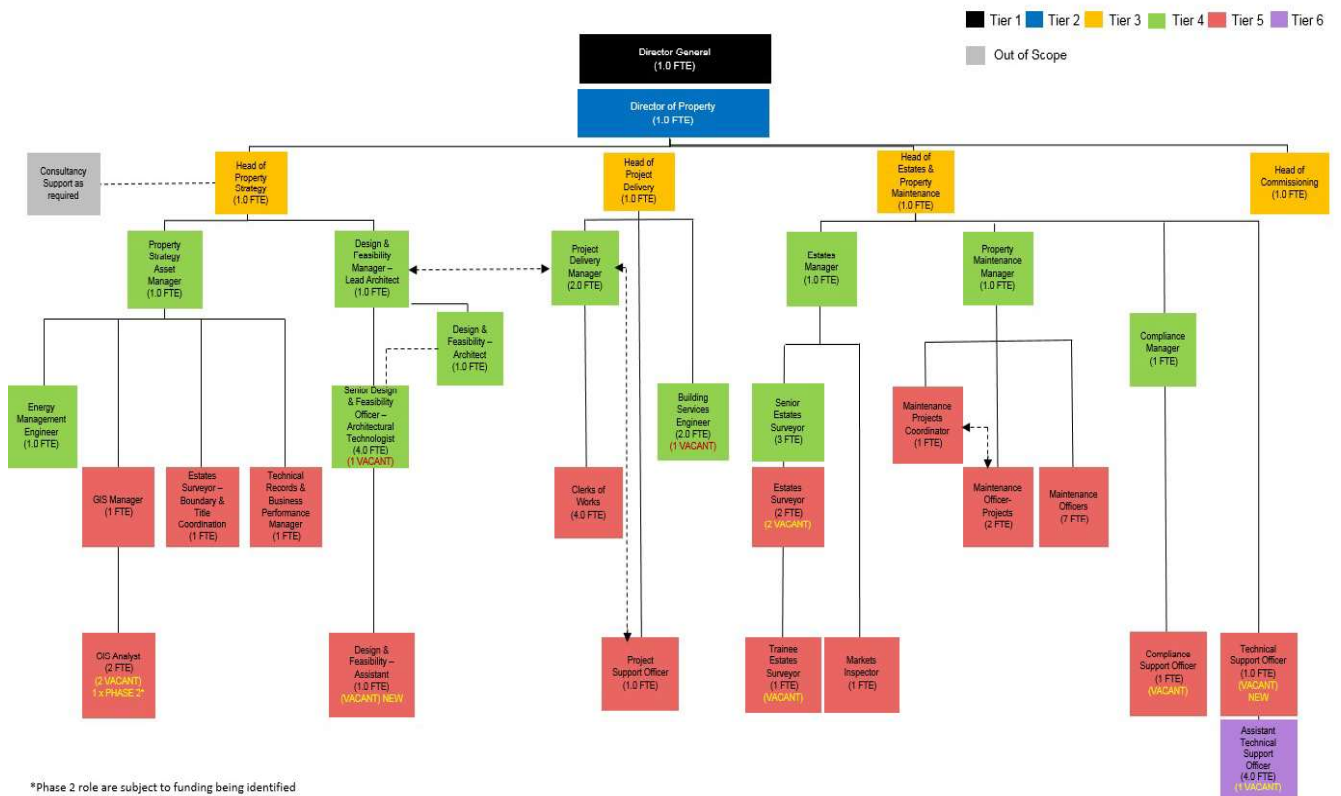 Tier 1
Tier 2
Tier 3
Tier 4
Tier 5
Tier 6
Out of Scope
Director General
(1.0 FTE)
Director of Property
(1.0 FTE)
Consultancy
Support as
required
Head of
Property
Strategy
(1.0 FTE)
Head of
Project
Delivery
(1.0 FTE)
Head of
Estates &
Property
Maintenance
(1.0 FTE)
Head of
Commissioning
(1.0 FTE)
Property
Strategy
Asset
Manager
(1.0 FTE)
Design &
Feasibility
Manager –
Lead Architect
(1.0 FTE)
Project
Delivery
Manager
(2.0 FTE)
Estates
Manager
(1.0 FTE)
Property
Maintenance
Manager
(1.0 FTE)
Design &
Feasibility –
Architect
(1.0 FTE)
Compliance
Manager
(1 FTE)
Energy
Management
Engineer
(1.0 FTE)
Senior Design
& Feasibility
Officer –
Architectural
Technologist
(4.0 FTE)
(1 VACANT)
Building
Services
Engineer
(2.0 FTE)
(1 VACANT)
Senior
Estates
Surveyor
(3 FTE)
Maintenance
Projects
Coordinator
(1 FTE)
GIS Manager
(1 FTE)
Estates
Surveyor –
Boundary &
Title
Coordination
(1 FTE)
Technical
Records &
Business
Performance
Manager
(1 FTE)
Clerks of
Works
(4.0 FTE)
Estates
Surveyor
(2 FTE)
(2 VACANT)
Maintenance
Officer-
Projects
(2 FTE)
Maintenance
Officers
(7 FTE)
GIS Analyst
(2 FTE)
(2 VACANT)
1 x PHASE 2*
Design &
Feasibility –
Assistant
(1.0 FTE)
(VACANT) NEW
Project
Support Officer
(1.0 FTE)
Trainee
Estates
Surveyor
(1 FTE)
(VACANT)
Markets
Inspector
(1 FTE)
Compliance
Support Officer
(1 FTE)
(VACANT)
Technical
Support Officer
(1.0 FTE)
(VACANT)
NEW
Assistant
Technical
Support
Officer
(4.0 FTE)
(1 VACANT)
*Phase 2 role are subject to funding being identified